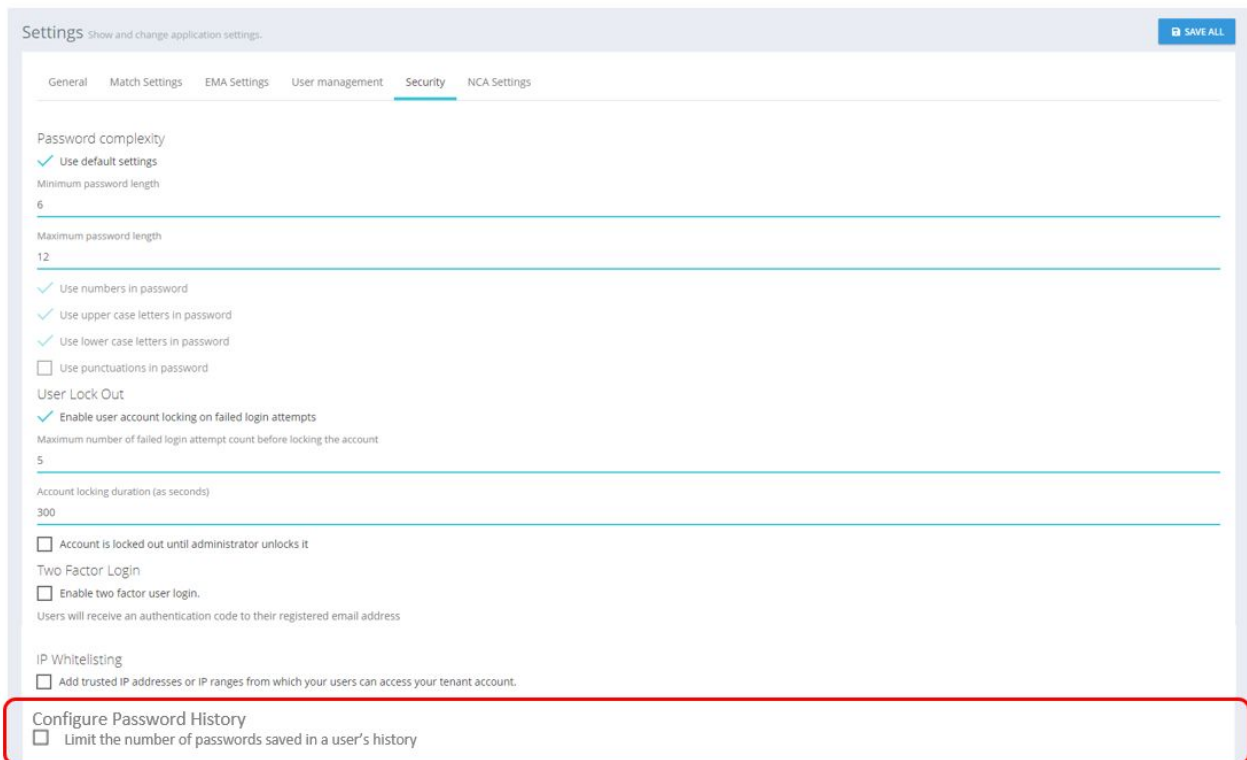 Settings Show and change application settings.
SAVE ALL
General Match Settings EMA Settings User management Security NCA Settings
Password complexity
Use default settings
Minimum password length
6
Maximum password length
12
Use numbers in password
Use upper case letters in password
Use lower case letters in password
Use punctuations in password
User Lock Out
Enable user account locking on failed login attempts
Maximum number of failed login attempt count before locking the account
5
Account locking duration (as seconds)
300
Account is locked out until administrator unlocks it
Two Factor Login
Enable two factor user login.
Users will receive an authentication code to their registered email address
IP Whitelisting
Add trusted IP addresses or IP ranges from which your users can access your tenant account.
Configure Password History
Limit the number of passwords saved in a user's history